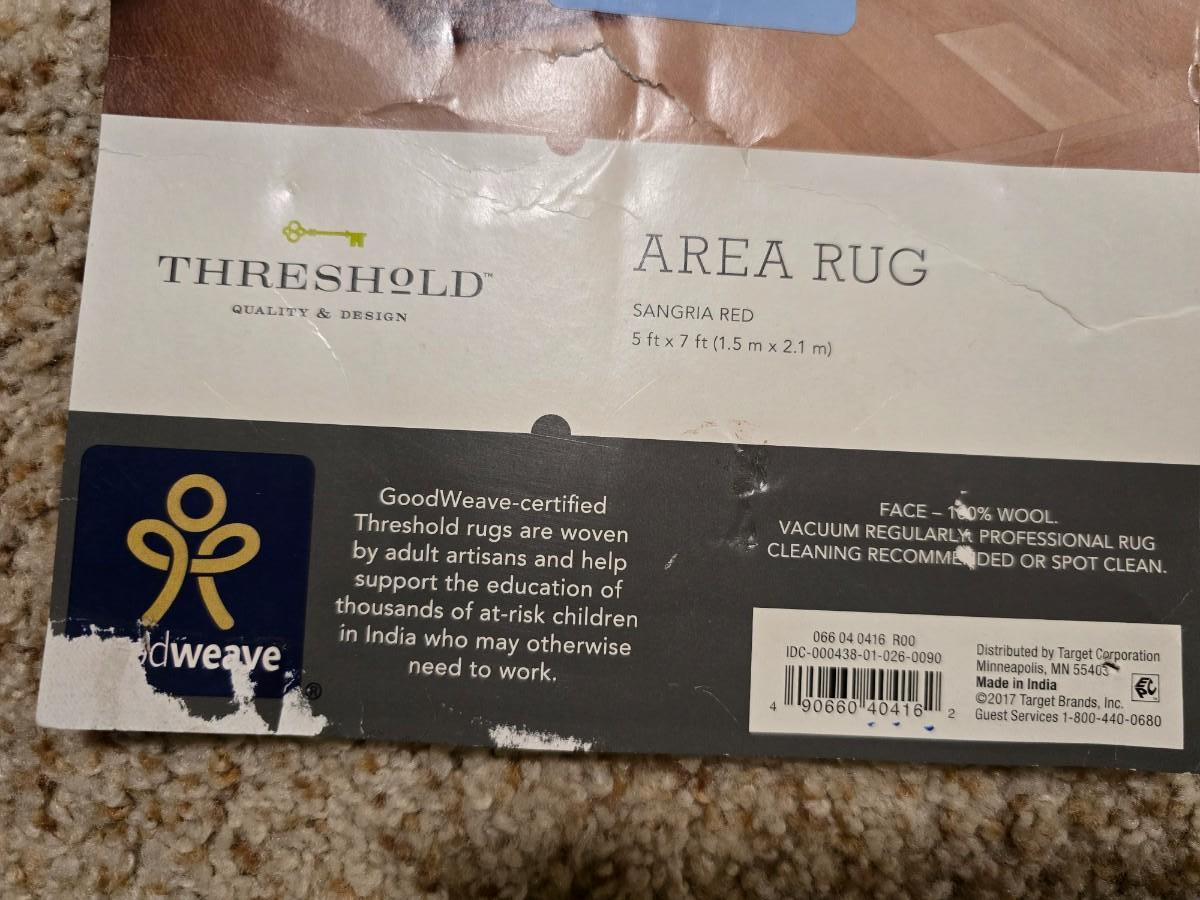 THRESHOLD™
QUALITY & DESIGN
AREA RUG
SANGRIA RED
5 ft x 7 ft (1.5 m x 2.1 m)
dweave®
GoodWeave-certified
Threshold rugs are woven
by adult artisans and help
support the education of
thousands of at-risk children
in India who may otherwise
need to work.
FACE – 100% WOOL.
VACUUM REGULARLY. PROFESSIONAL RUG
CLEANING RECOMMENDED OR SPOT CLEAN.
066 04 0416 R00
IDC-000438-01-026-0090
4 90660 40416 2
Distributed by Target Corporation
Minneapolis, MN 55403
Made in India
©2017 Target Brands, Inc.
Guest Services 1-800-440-0680